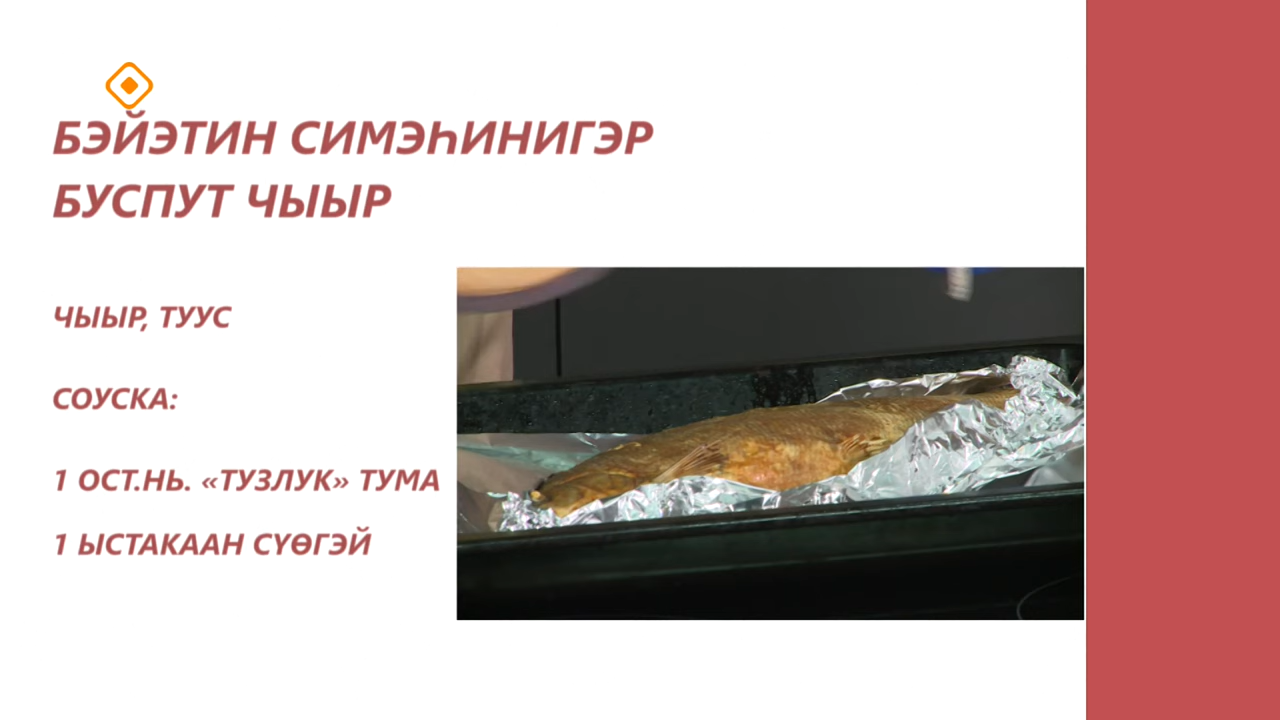 БЭЙЭТИН СИМЭҺИНИГЭР
БУСПУТ ЧЫЫР
ЧЫЫР, ТУУС
СОУСКА:
1 ОСТ.НЬ. «ТУЗЛУК» ТУМА
1 ЫСТАКААН СҮӨГЭЙ